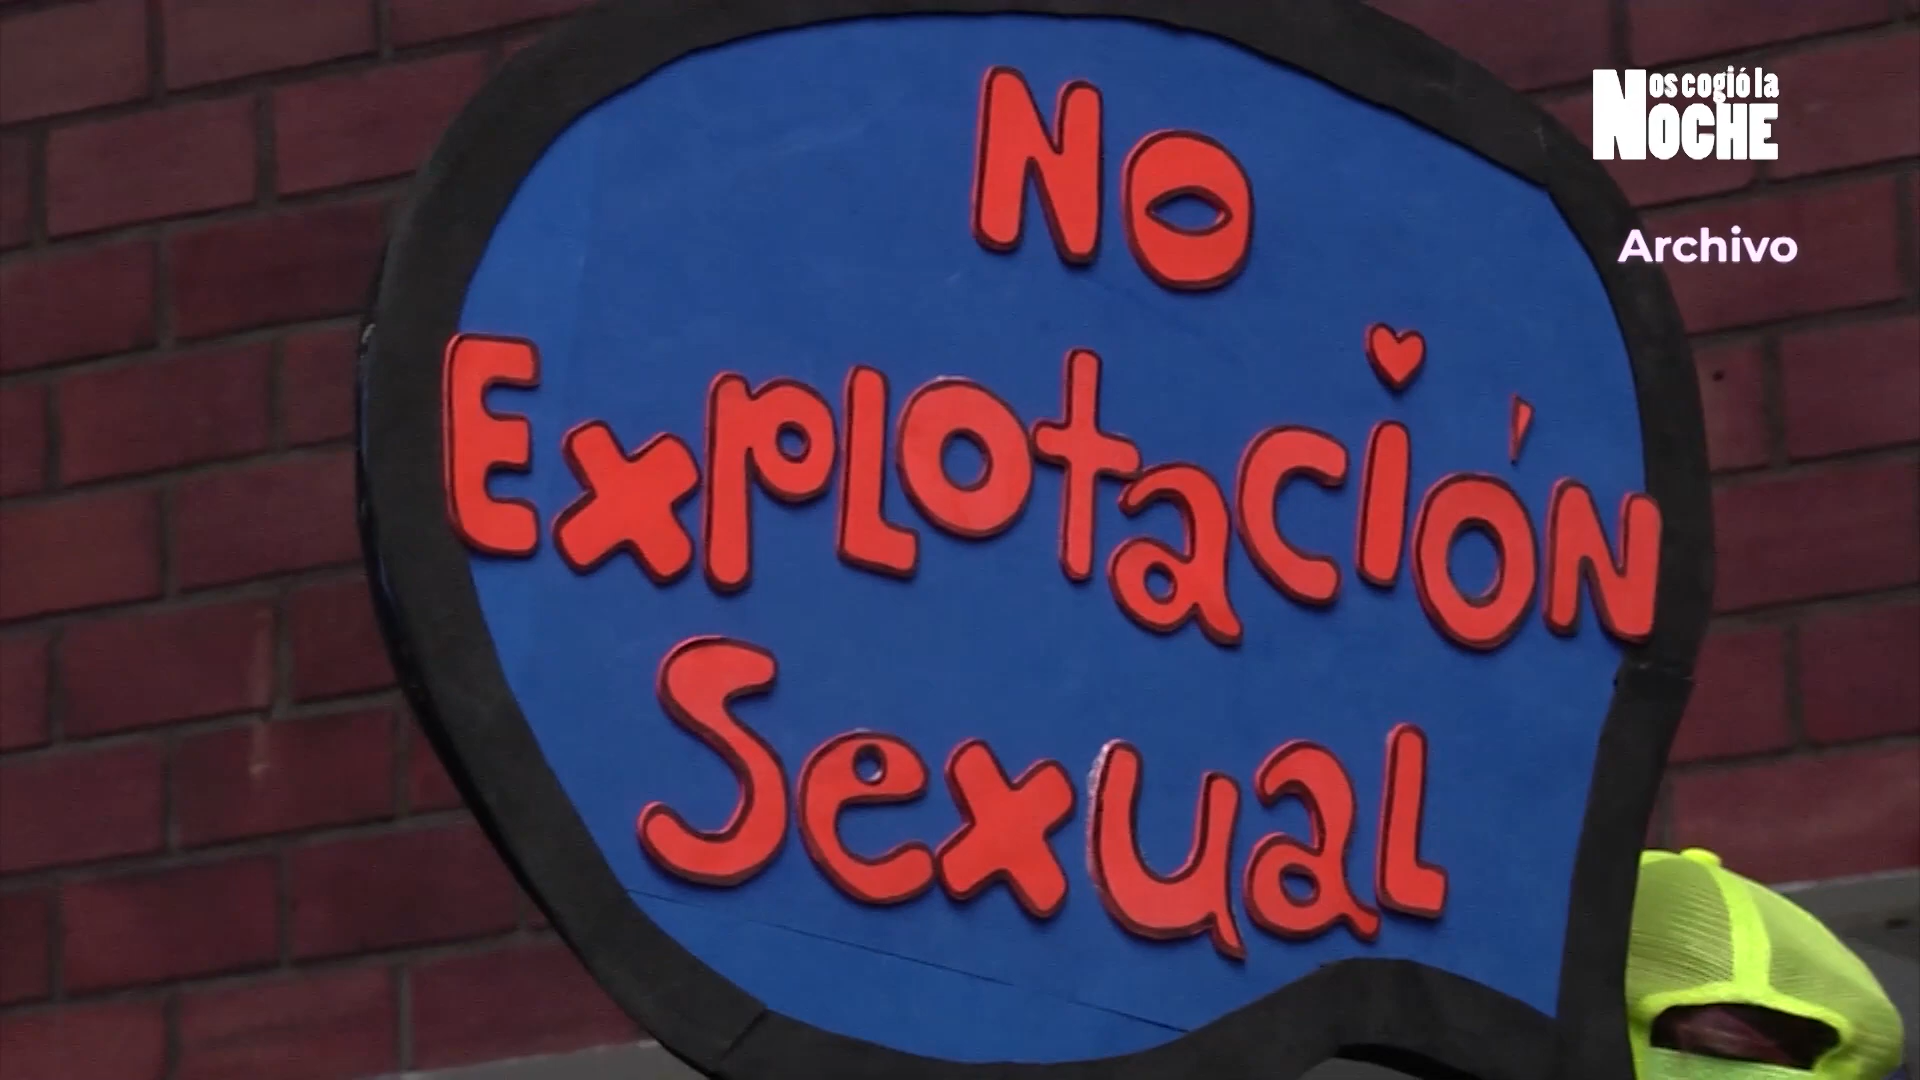 Nos cogió la
NOCHE
Archivo
NO
Explotación
Sexual